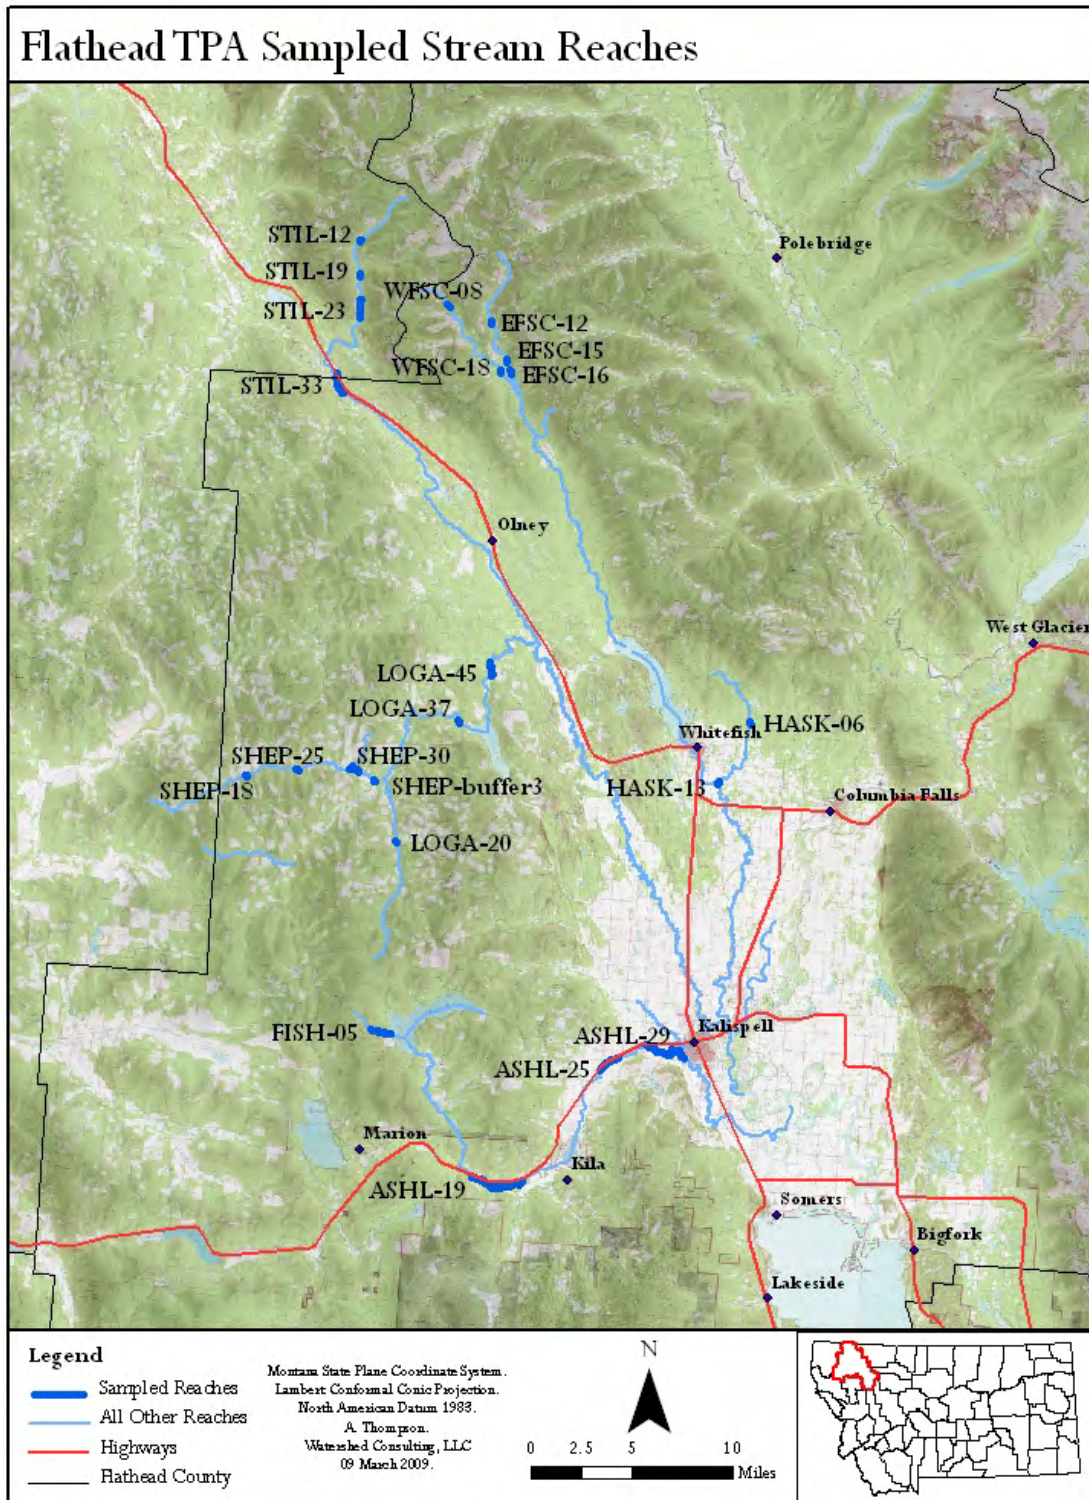 Flathead TPA Sampled Stream Reaches
STIL-12
Polebridge
STIL-19
WFSC-08
STIL-23
EFSC-12
EFSC-15
WFSC-18
EFSC-16
STIL-33
Olney
West Glacier
LOGA-45
LOGA-37
HASK-06
Whitefish
SHEP-25
SHEP-30
SHEP-18
SHEP-buffer3
HASK-13
Columbia Falls
LOGA-20
FISH-05
ASHL-29
Kalispell
ASHL-25
Marion
Kila
ASHL-19
Somers
Bigfork
Lakeside
Legend
Sampled Reaches
All Other Reaches
Highways
Flathead County
Montana State Plane Coordinate System.
Lambert Conformal Conic Projection.
North American Datum 1983.
A. Thompson.
Watershed Consulting, LLC
09 March 2009.
N
0 2.5 5 10
Miles